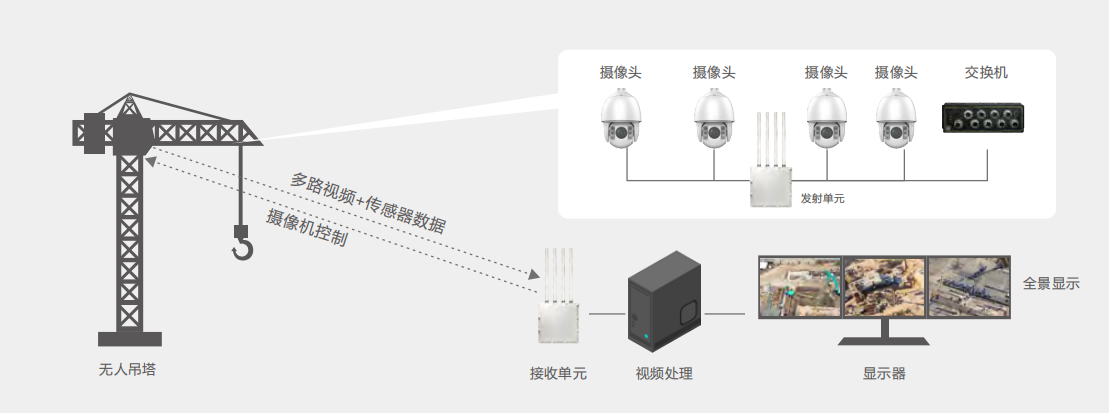 摄像头
摄像头
摄像头
摄像头
交换机
发射单元
多路视频+传感器数据
摄像机控制
全景显示
无人吊塔
接收单元
视频处理
显示器